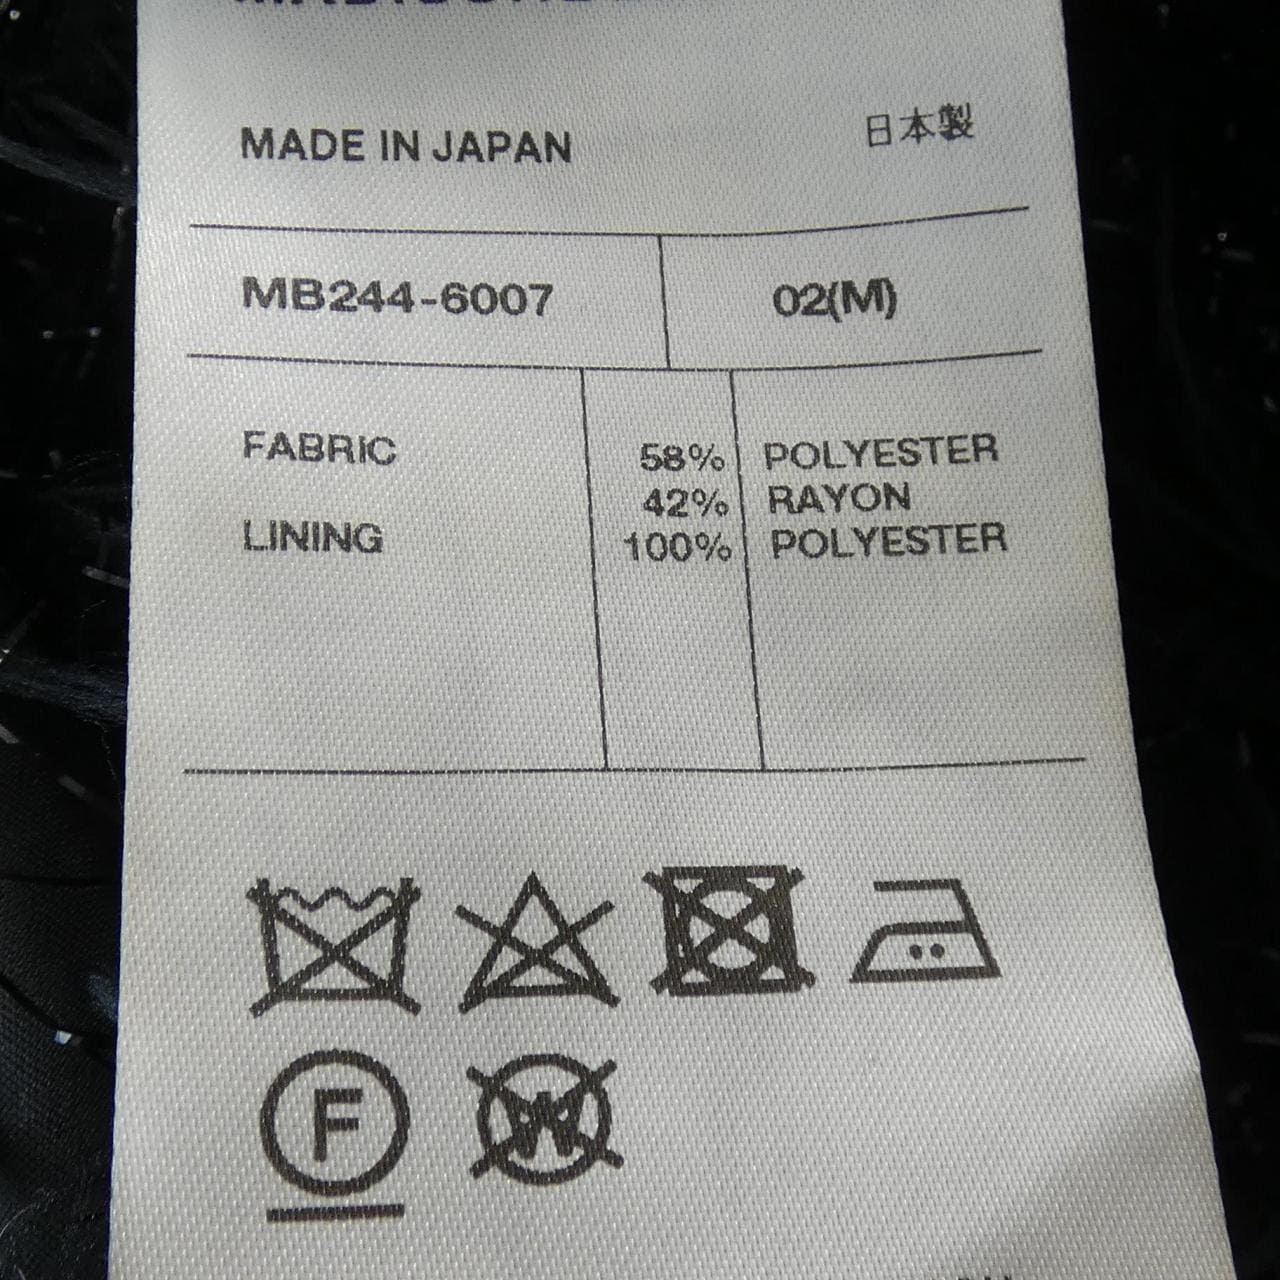 MADE IN JAPAN 日本製
MB244-6007 02(M)
FABRIC 58% POLYESTER
42% RAYON
LINING 100% POLYESTER
F
W